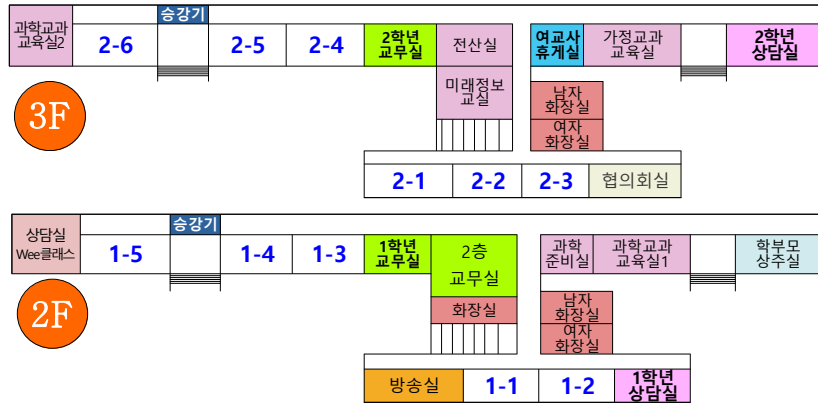 승강기
과학교과
교육실2
2-6
2-5
2-4
2학년
교무실
전산실
여교사
휴게실
가정교과
교육실
2학년
상담실
미래정보
교실
남자
화장실
여자
화장실
3F
2-1
2-2
2-3
협의회실
승강기
상담실
Wee클래스
1-5
1-4
1-3
1학년
교무실
2층
교무실
과학
준비실
과학교과
교육실1
학부모
상주실
화장실
남자
화장실
여자
화장실
2F
방송실
1-1
1-2
1학년
상담실